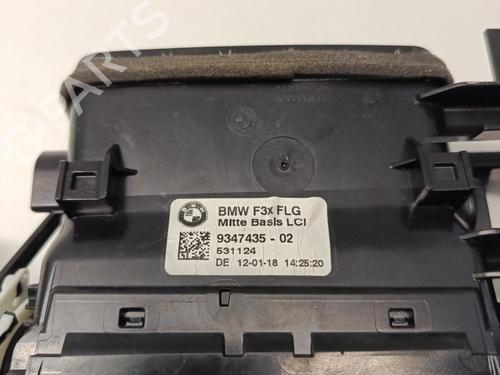 BMW F3x FLG
Mitte Basis LCI
9347435 - 02
531124
DE 12-01-18 14:25:20